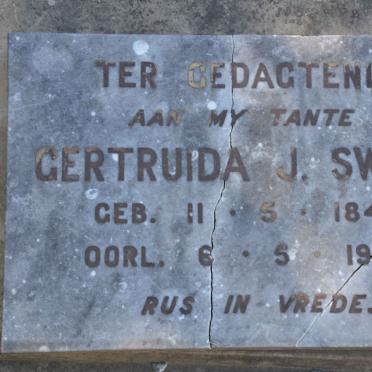 TER GEDAGTENI
AAN MY TANTE
GERTRUIDA J. SW
GEB. 11 · 5 · 184
OORL. 6 · 5 · 19
RUS IN VREDE.